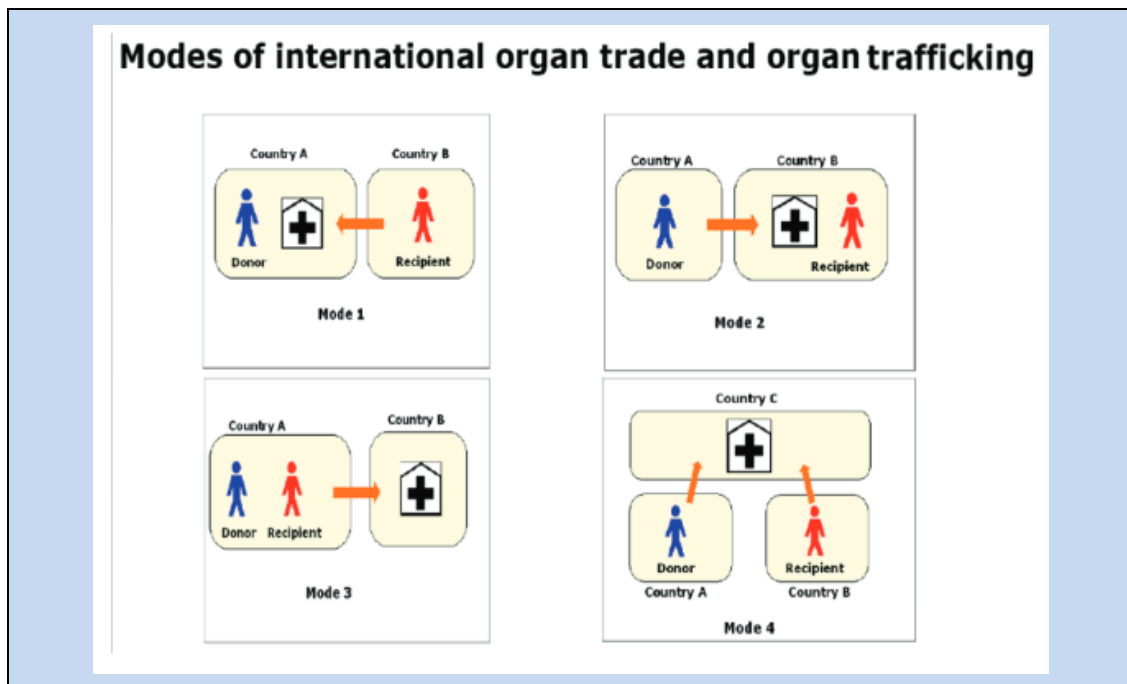 Modes of international organ trade and organ trafficking
Country A
Country B
Donor
Recipient
Mode 1
Country A
Country B
Donor
Recipient
Mode 2
Country A
Country B
Donor
Recipient
Mode 3
Country C
Donor
Recipient
Country A
Country B
Mode 4